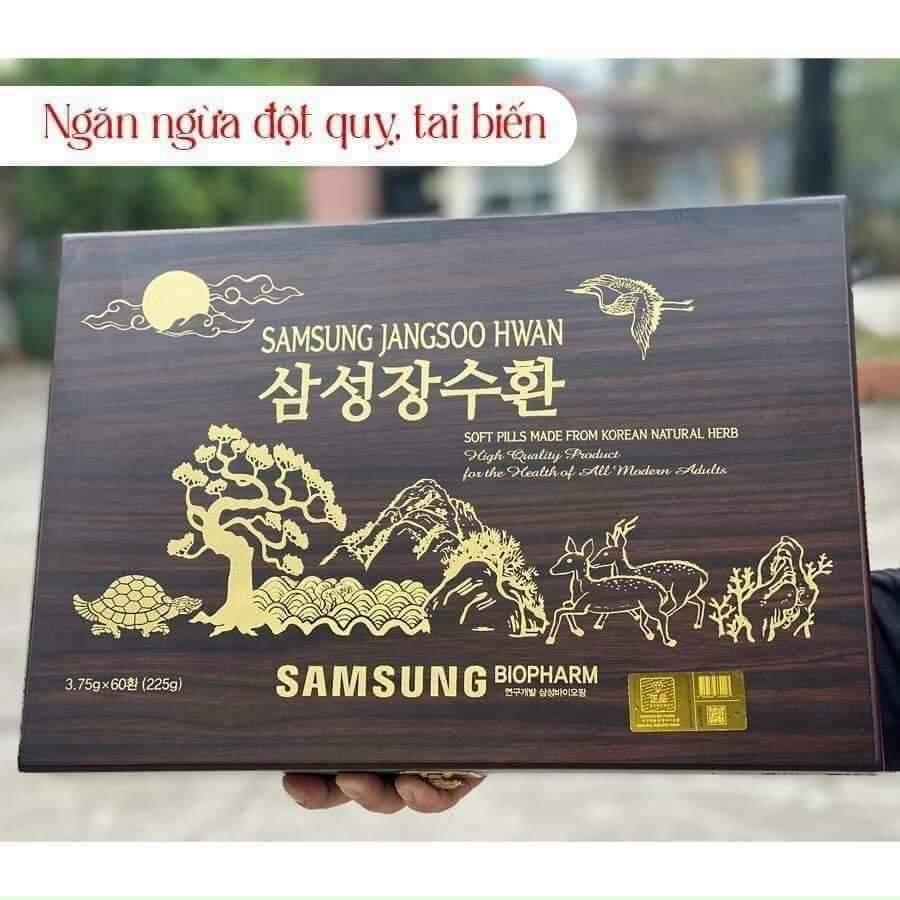 Ngăn ngừa đột quỵ, tai biến
SAMSUNG JANGSOO HWAN
삼성장수환
SOFT PILLS MADE FROM KOREAN NATURAL HERB
High Quality Product
for the Health of All Modern Adults
3.75g×60환 (225g)
SAMSUNG BIOPHARM
연구개발 삼성바이오팜